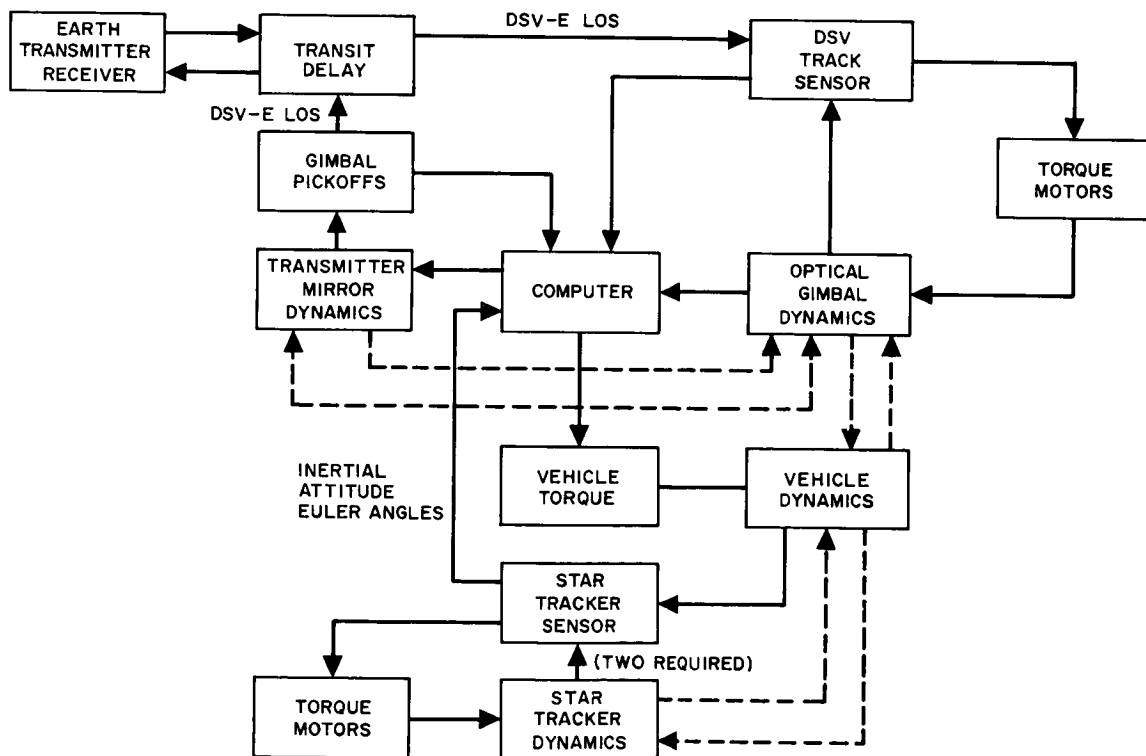 EARTH
TRANSMITTER
RECEIVER
TRANSIT
DELAY
DSV-E LOS
DSV
TRACK
SENSOR
DSV-E LOS
GIMBAL
PICKOFFS
TORQUE
MOTORS
TRANSMITTER
MIRROR
DYNAMICS
COMPUTER
OPTICAL
GIMBAL
DYNAMICS
INERTIAL
ATTITUDE
EULER ANGLES
VEHICLE
TORQUE
VEHICLE
DYNAMICS
STAR
TRACKER
SENSOR
(TWO REQUIRED)
TORQUE
MOTORS
STAR
TRACKER
DYNAMICS